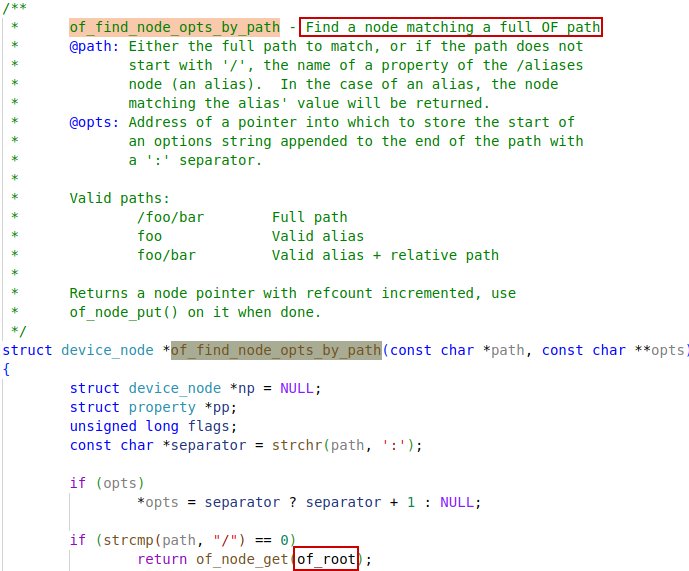 /**
 * of_find_node_opts_by_path - Find a node matching a full OF path
 * @path: Either the full path to match, or if the path does not
 * start with '/', the name of a property of the /aliases
 * node (an alias). In the case of an alias, the node
 * matching the alias' value will be returned.
 * @opts: Address of a pointer into which to store the start of
 * an options string appended to the end of the path with
 * a ':' separator.
 *
 * Valid paths:
 * /foo/bar Full path
 * foo Valid alias
 * foo/bar Valid alias + relative path
 *
 * Returns a node pointer with refcount incremented, use
 * of_node_put() on it when done.
 */
struct device_node *of_find_node_opts_by_path(const char *path, const char **opts)
{
struct device_node *np = NULL;
struct property *pp;
unsigned long flags;
const char *separator = strchr(path, ':');
if (opts)
*opts = separator ? separator + 1 : NULL;
if (strcmp(path, "/") == 0)
return of_node_get(of_root);